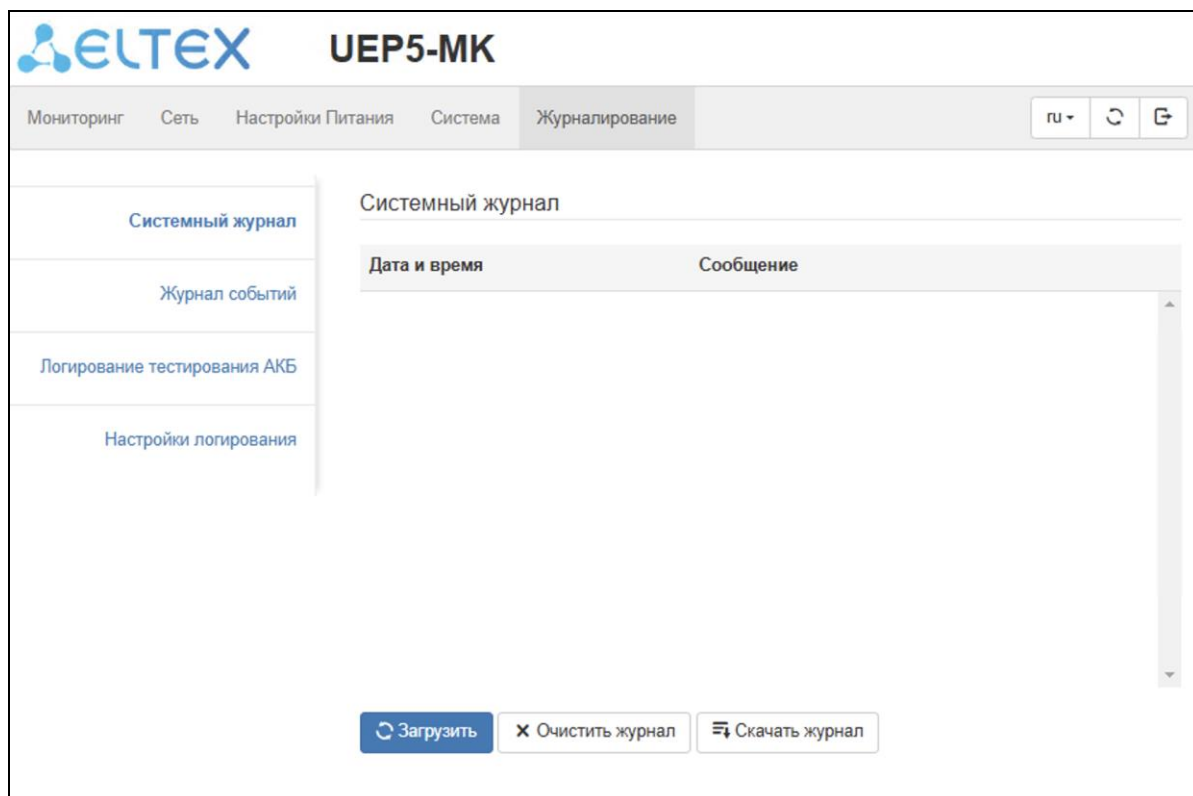 ELTEX UEP5-MK
Мониторинг Сеть Настройки Питания Система Журналирование ru
Системный журнал
Журнал событий
Логирование тестирования АКБ
Настройки логирования
Системный журнал
Дата и время Сообщение
Загрузить Очистить журнал Скачать журнал